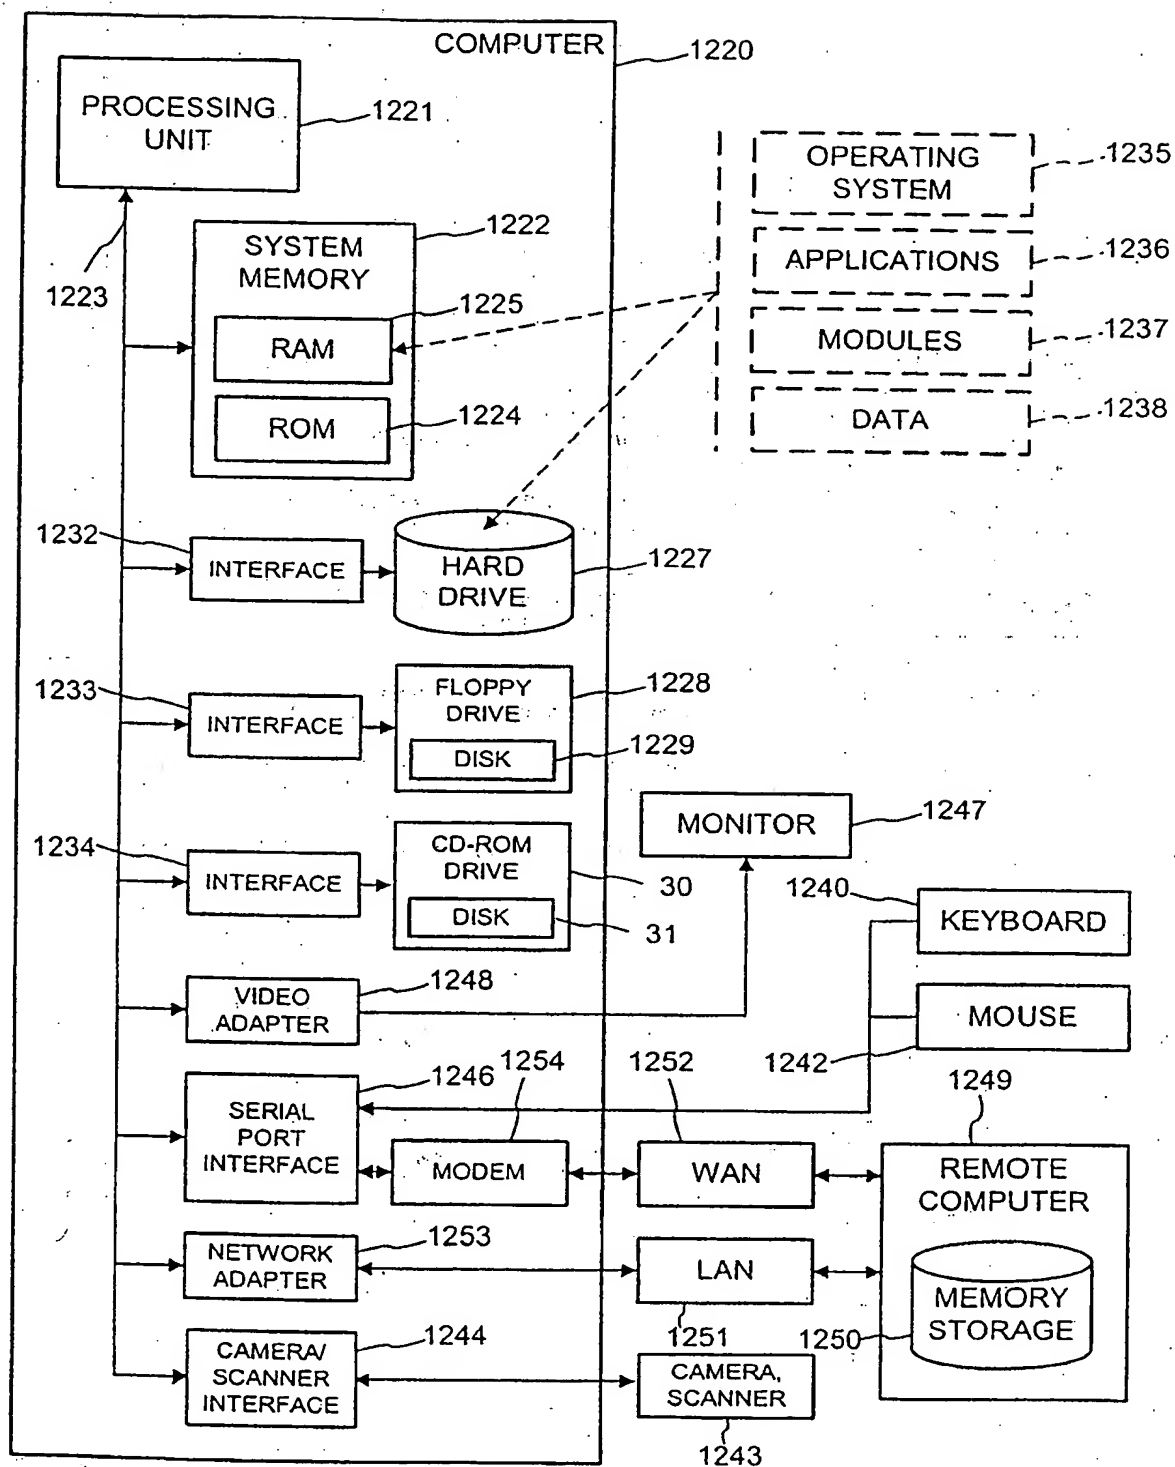 COMPUTER
1220
PROCESSING
UNIT
1221
1223
SYSTEM
MEMORY
1222
1225
RAM
ROM
1224
OPERATING
SYSTEM
1235
APPLICATIONS
1236
MODULES
1237
DATA
1238
1232
INTERFACE
HARD
DRIVE
1227
1233
INTERFACE
FLOPPY
DRIVE
1228
DISK
1229
1234
INTERFACE
CD-ROM
DRIVE
30
DISK
31
MONITOR
1247
1240
KEYBOARD
MOUSE
1242
VIDEO
ADAPTER
1248
1246
SERIAL
PORT
INTERFACE
1254
MODEM
1252
WAN
1249
REMOTE
COMPUTER
MEMORY
STORAGE
1250
NETWORK
ADAPTER
1253
LAN
1251
CAMERA/
SCANNER
INTERFACE
1244
CAMERA,
SCANNER
1243